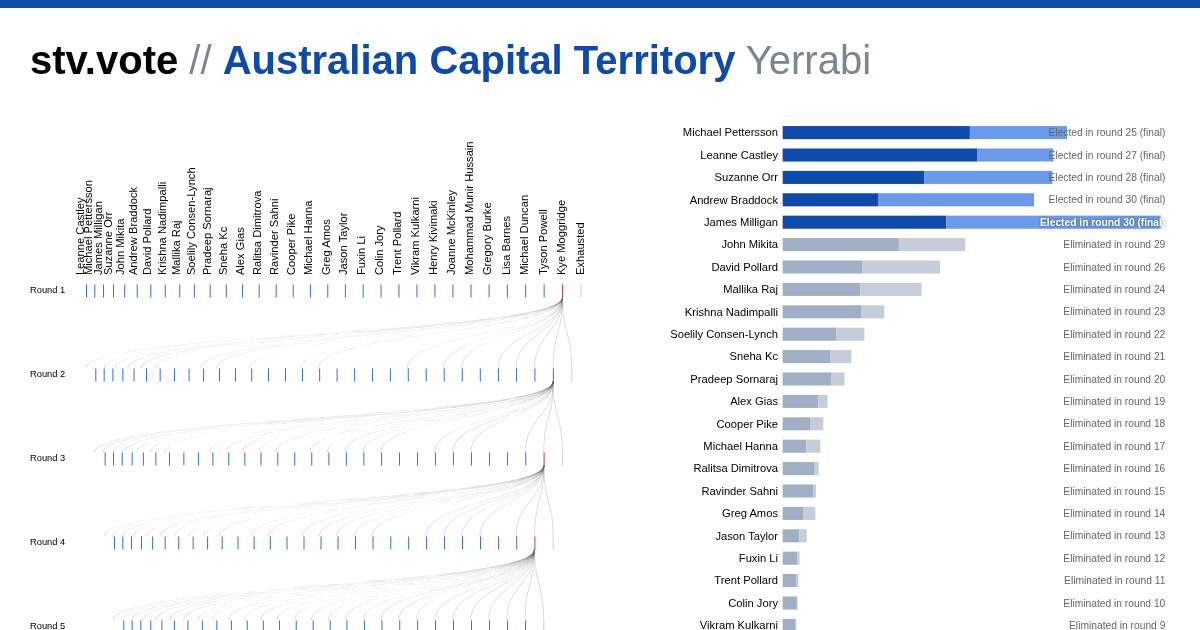 stv.vote // Australian Capital Territory Yerrabi
Leanne Castley
Michael Pettersson
James Milligan
Suzanne Orr
John Mikita
Andrew Braddock
David Pollard
Krishna Nadimpalli
Mallika Raj
Soelily Consen-Lynch
Pradeep Sornaraj
Sneha Kc
Alex Gias
Ralitsa Dimitrova
Ravinder Sahni
Cooper Pike
Michael Hanna
Greg Amos
Jason Taylor
Fuxin Li
Colin Jory
Trent Pollard
Vikram Kulkarni
Henry Kivimaki
Joanne McKinley
Mohammad Munir Hussain
Gregory Burke
Lisa Barnes
Michael Duncan
Tyson Powell
Kye Moggridge
Exhausted
Round 1
Round 2
Round 3
Round 4
Round 5
Michael Pettersson Elected in round 25 (final)
Leanne Castley Elected in round 27 (final)
Suzanne Orr Elected in round 28 (final)
Andrew Braddock Elected in round 30 (final)
James Milligan Elected in round 30 (final)
John Mikita Eliminated in round 29
David Pollard Eliminated in round 26
Mallika Raj Eliminated in round 24
Krishna Nadimpalli Eliminated in round 23
Soelily Consen-Lynch Eliminated in round 22
Sneha Kc Eliminated in round 21
Pradeep Sornaraj Eliminated in round 20
Alex Gias Eliminated in round 19
Cooper Pike Eliminated in round 18
Michael Hanna Eliminated in round 17
Ralitsa Dimitrova Eliminated in round 16
Ravinder Sahni Eliminated in round 15
Greg Amos Eliminated in round 14
Jason Taylor Eliminated in round 13
Fuxin Li Eliminated in round 12
Trent Pollard Eliminated in round 11
Colin Jory Eliminated in round 10
Vikram Kulkarni Eliminated in round 9